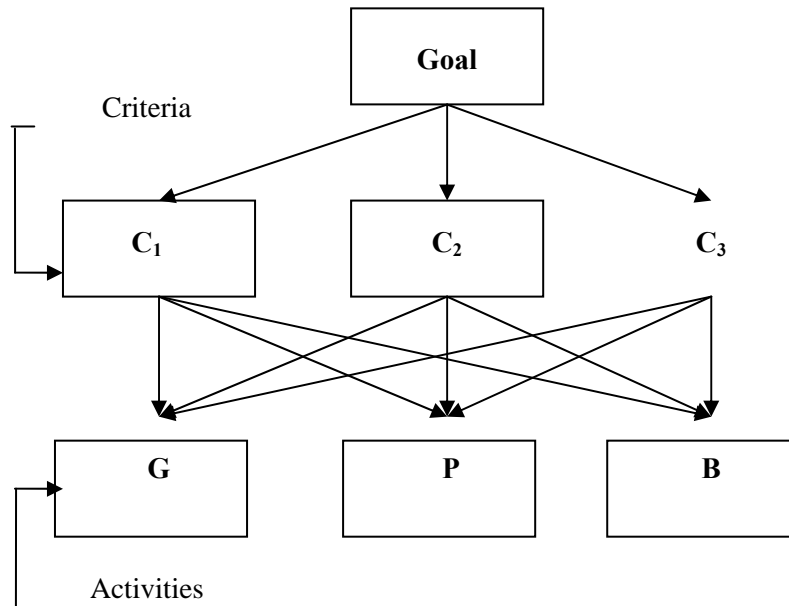 Goal
Criteria
C₁ C₂ C₃
G P B
Activities